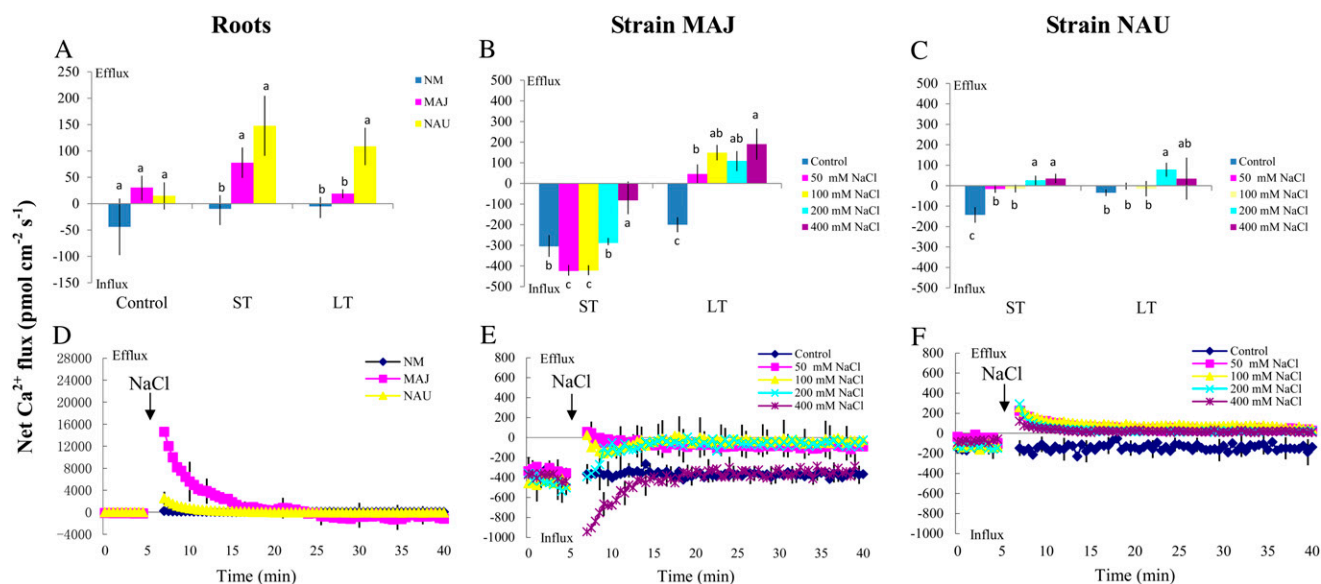 Roots
Strain MAJ
Strain NAU
Net Ca²⁺ flux (pmol cm⁻² s⁻¹)
A
Efflux
250
200
150
100
50
0
-50
-100
-150
Influx
NM
MAJ
NAU
a a a
b a a
b b a
Control ST LT
B
Efflux
500
400
300
200
100
0
-100
-200
-300
-400
-500
Influx
Control
50 mM NaCl
100 mM NaCl
200 mM NaCl
400 mM NaCl
b c c b a
c b ab ab a
ST LT
C
Efflux
500
400
300
200
100
0
-100
-200
-300
-400
-500
Influx
Control
50 mM NaCl
100 mM NaCl
200 mM NaCl
400 mM NaCl
c b b a a
b b b a ab
ST LT
D
Efflux
NaCl
28000
24000
20000
16000
12000
8000
4000
0
−4000
NM
MAJ
NAU
0 5 10 15 20 25 30 35 40
Time (min)
E
Efflux
NaCl
800
600
400
200
0
-200
-400
-600
-800
-1000
Influx
Control
50 mM NaCl
100 mM NaCl
200 mM NaCl
400 mM NaCl
0 5 10 15 20 25 30 35 40
Time (min)
F
Efflux
NaCl
800
600
400
200
0
-200
-400
-600
-800
-1000
Influx
Control
50 mM NaCl
100 mM NaCl
200 mM NaCl
400 mM NaCl
0 5 10 15 20 25 30 35 40
Time (min)